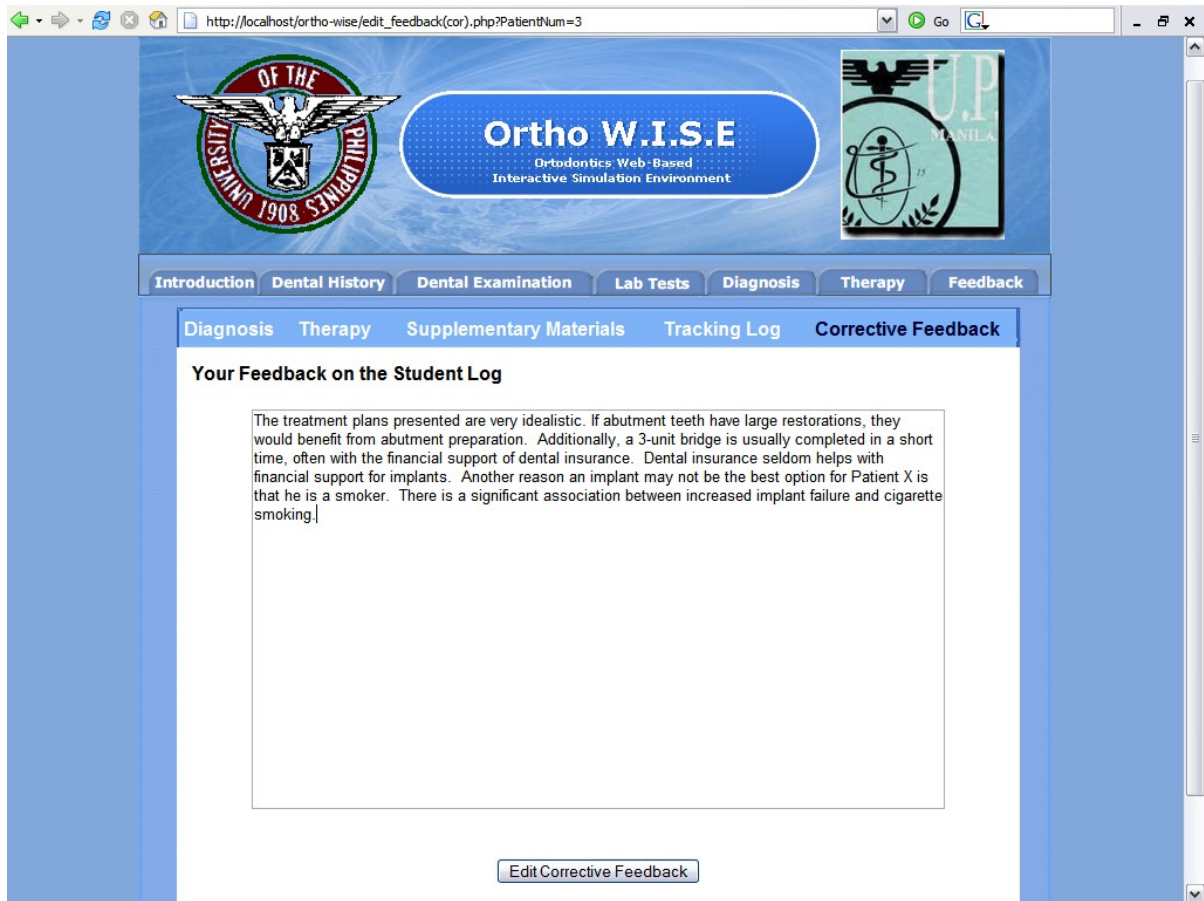 http://localhost/ortho-wise/edit_feedback(cor).php?PatientNum=3
Go
G
UNIVERSITY OF THE PHILIPPINES
1908
Ortho W.I.S.E
Ortodontics Web-Based
Interactive Simulation Environment
U.P
MANILA
15
Introduction Dental History Dental Examination Lab Tests Diagnosis Therapy Feedback
Diagnosis Therapy Supplementary Materials Tracking Log Corrective Feedback
Your Feedback on the Student Log
The treatment plans presented are very idealistic. If abutment teeth have large restorations, they
would benefit from abutment preparation. Additionally, a 3-unit bridge is usually completed in a short
time, often with the financial support of dental insurance. Dental insurance seldom helps with
financial support for implants. Another reason an implant may not be the best option for Patient X is
that he is a smoker. There is a significant association between increased implant failure and cigarette
smoking.
Edit Corrective Feedback